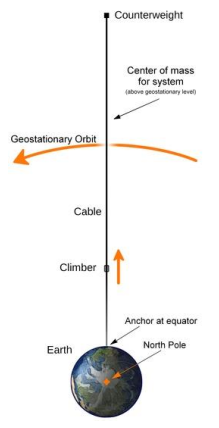 Counterweight
Center of mass
for system
(above geostationary level)
Geostationary Orbit
Cable
Climber
Anchor at equator
Earth
North Pole